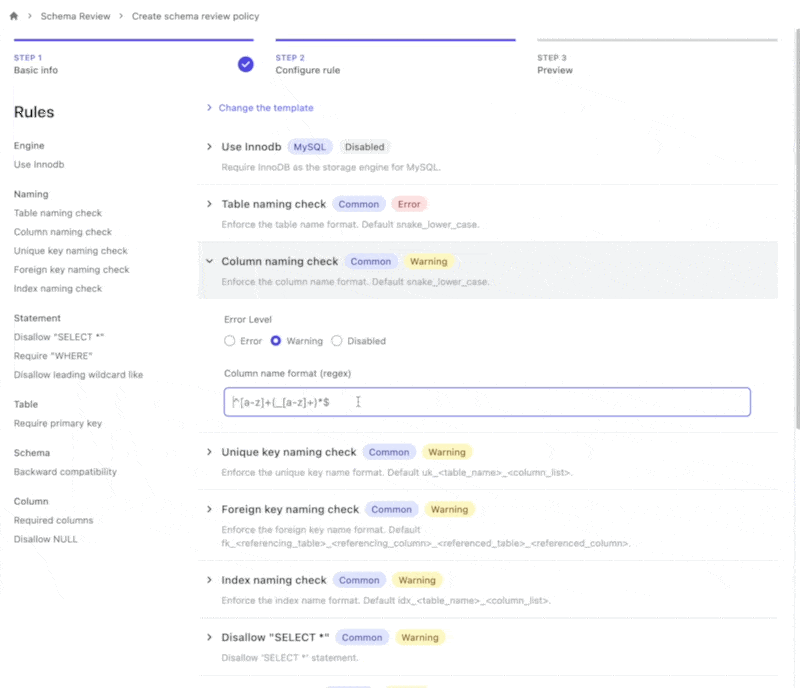 Schema Review > Create schema review policy
STEP 1
Basic info
STEP 2
Configure rule
STEP 3
Preview
Rules
Engine
Use Innodb
Naming
Table naming check
Column naming check
Unique key naming check
Foreign key naming check
Index naming check
Statement
Disallow "SELECT *"
Require "WHERE"
Disallow leading wildcard like
Table
Require primary key
Schema
Backward compatibility
Column
Required columns
Disallow NULL
Change the template
Use Innodb MySQL Disabled
Require InnoDB as the storage engine for MySQL.
Table naming check Common Error
Enforce the table name format. Default snake_lower_case.
Column naming check Common Warning
Enforce the column name format. Default snake_lower_case.
Error Level
Error Warning Disabled
Column name format (regex)
^[a-z]+(_[a-z]+)*$
Unique key naming check Common Warning
Enforce the unique key name format. Default uk_<table_name>_<column_list>.
Foreign key naming check Common Warning
Enforce the foreign key name format. Default
fk_<referencing_table>_<referencing_column>_<referenced_table>_<referenced_column>.
Index naming check Common Warning
Enforce the index name format. Default idx_<table_name>_<column_list>.
Disallow "SELECT *" Common Warning
Disallow 'SELECT *' statement.